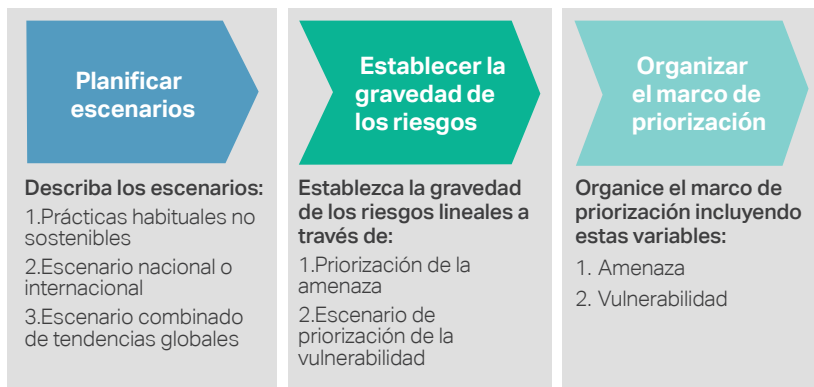 Planificar
escenarios
Describa los escenarios:
1.Prácticas habituales no
sostenibles
2.Escenario nacional o
internacional
3.Escenario combinado
de tendencias globales
Establecer la
gravedad de
los riesgos
Establezca la gravedad
de los riesgos lineales a
través de:
1.Priorización de la
amenaza
2.Escenario de
priorización de la
vulnerabilidad
Organizar
el marco de
priorización
Organice el marco de
priorización incluyendo
estas variables:
1. Amenaza
2. Vulnerabilidad